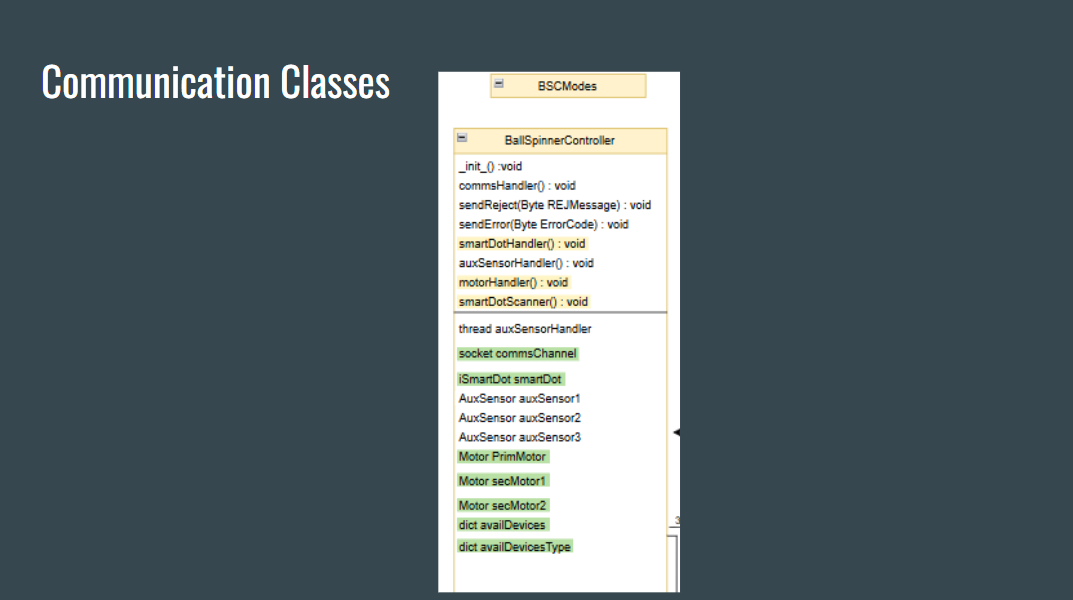 Communication Classes
BSCModes
BallSpinnerController
_init_() :void
commsHandler() : void
sendReject(Byte REJMessage) : void
sendError(Byte ErrorCode) : void
smartDotHandler() : void
auxSensorHandler() : void
motorHandler() : void
smartDotScanner() : void
thread auxSensorHandler
socket commsChannel
iSmartDot smartDot
AuxSensor auxSensor1
AuxSensor auxSensor2
AuxSensor auxSensor3
Motor PrimMotor
Motor secMotor1
Motor secMotor2
3
dict availDevices
dict availDevicesType